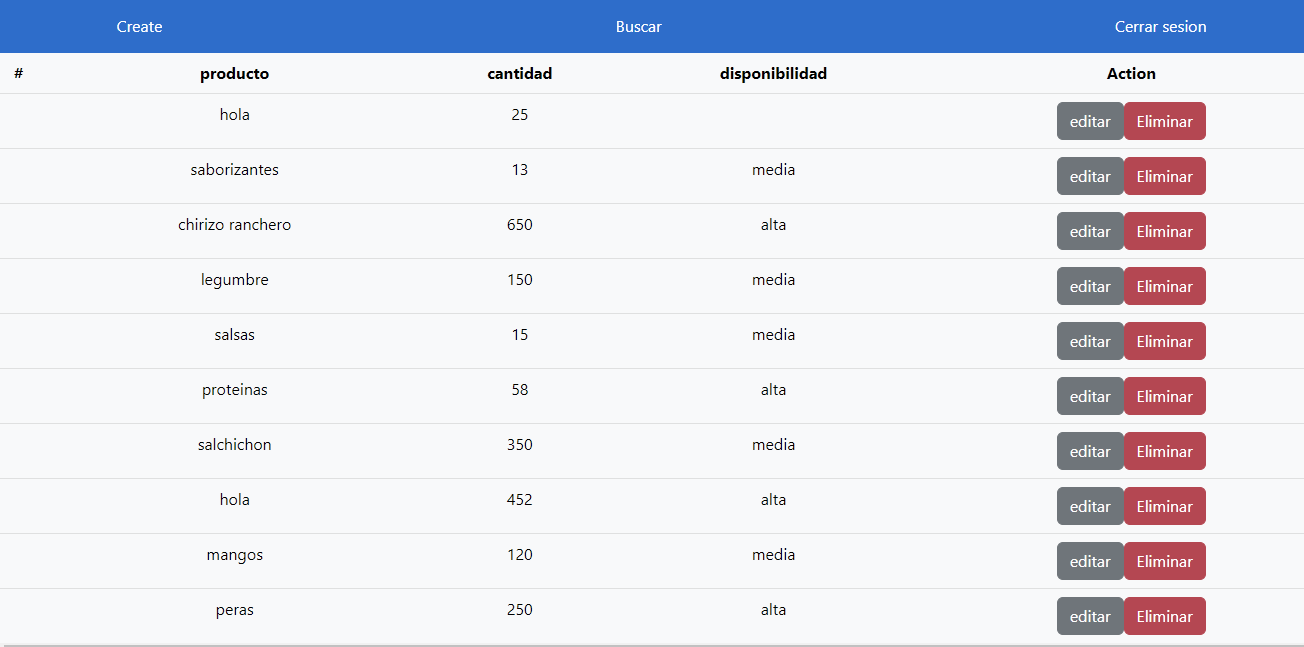 Create Buscar Cerrar sesion
# producto cantidad disponibilidad Action
hola 25 editar Eliminar
saborizantes 13 media editar Eliminar
chirizo ranchero 650 alta editar Eliminar
legumbre 150 media editar Eliminar
salsas 15 media editar Eliminar
proteinas 58 alta editar Eliminar
salchichon 350 media editar Eliminar
hola 452 alta editar Eliminar
mangos 120 media editar Eliminar
peras 250 alta editar Eliminar